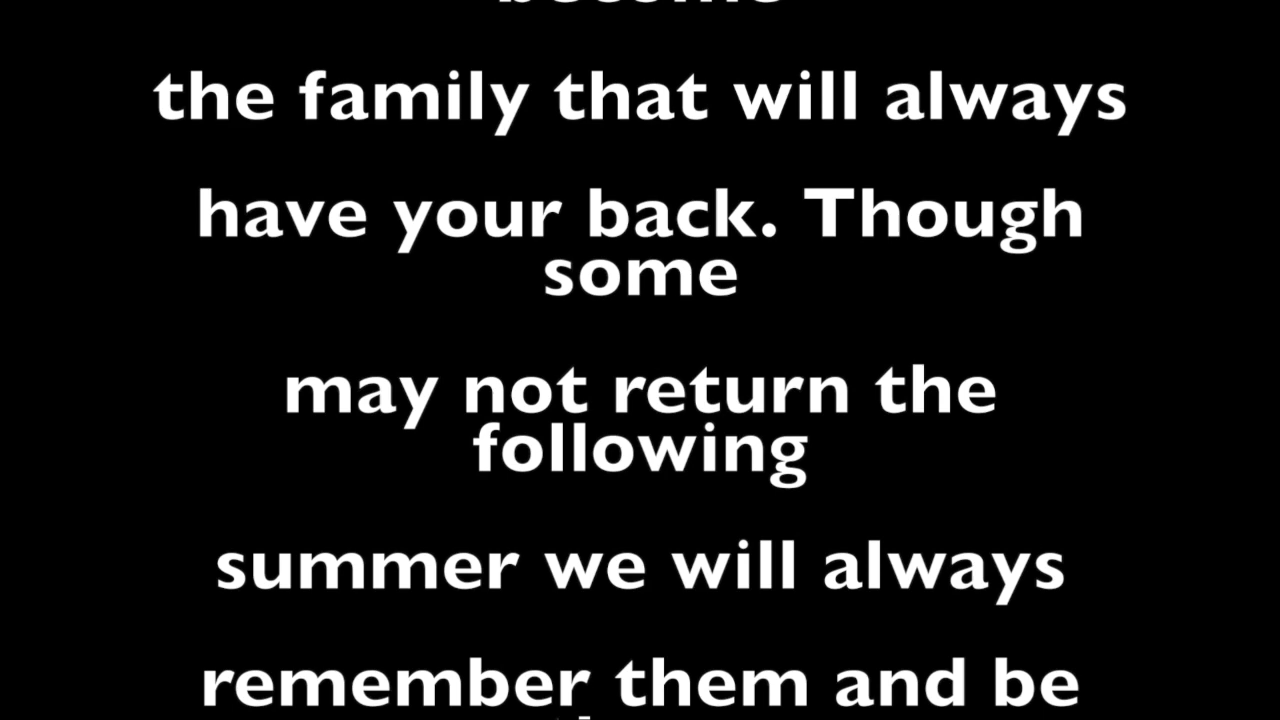 become
the family that will always
have your back. Though
some
may not return the
following
summer we will always
remember them and be